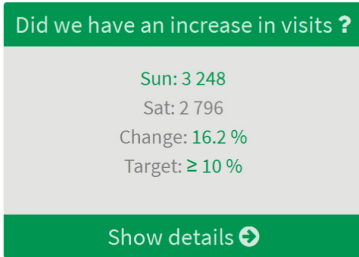 Did we have an increase in visits ?
Sun: 3 248
Sat: 2 796
Change: 16.2 %
Target: ≥ 10 %
Show details